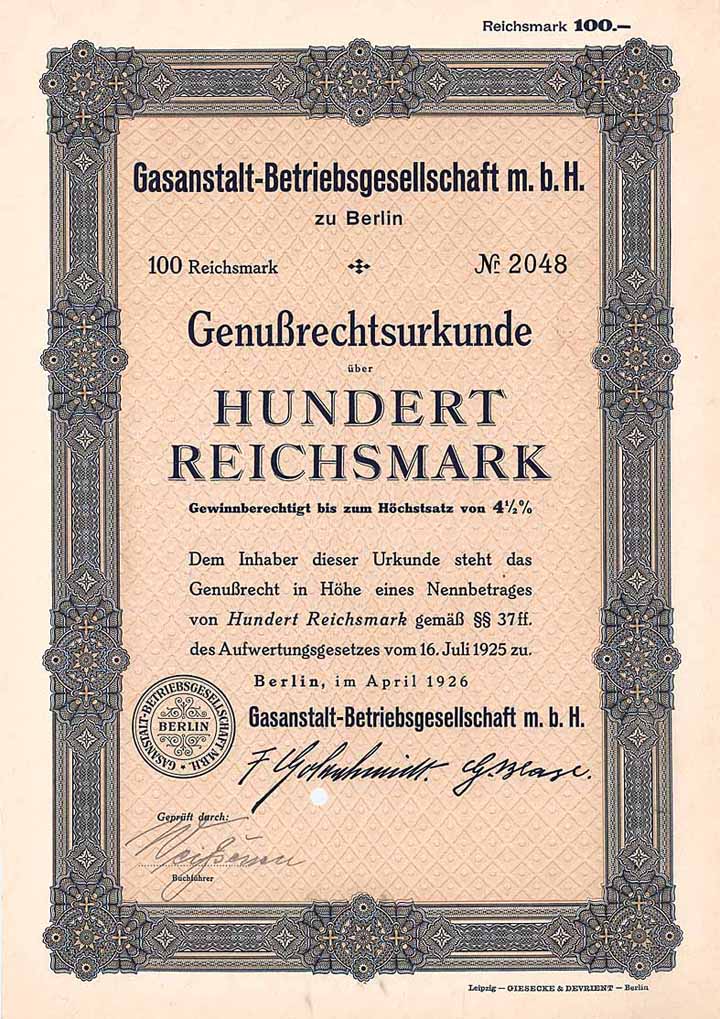 Reichsmark 100.—
Gasanstalt-Betriebsgesellschaft m. b. H.
zu Berlin
100 Reichsmark
Nr. 2048
Genußrechtsurkunde
über
HUNDERT
REICHSMARK
Gewinnberechtigt bis zum Höchstsatz von 4½%
Dem Inhaber dieser Urkunde steht das
Genußrecht in Höhe eines Nennbetrages
von Hundert Reichsmark gemäß §§ 37ff.
des Aufwertungsgesetzes vom 16. Juli 1925 zu.
Berlin, im April 1926
GASANSTALT-BETRIEBSGESELLSCHAFT M.B.H.
BERLIN
Gasanstalt-Betriebsgesellschaft m. b. H.
Geprüft durch:
Buchführer
Leipzig — GIESECKE & DEVRIENT — Berlin